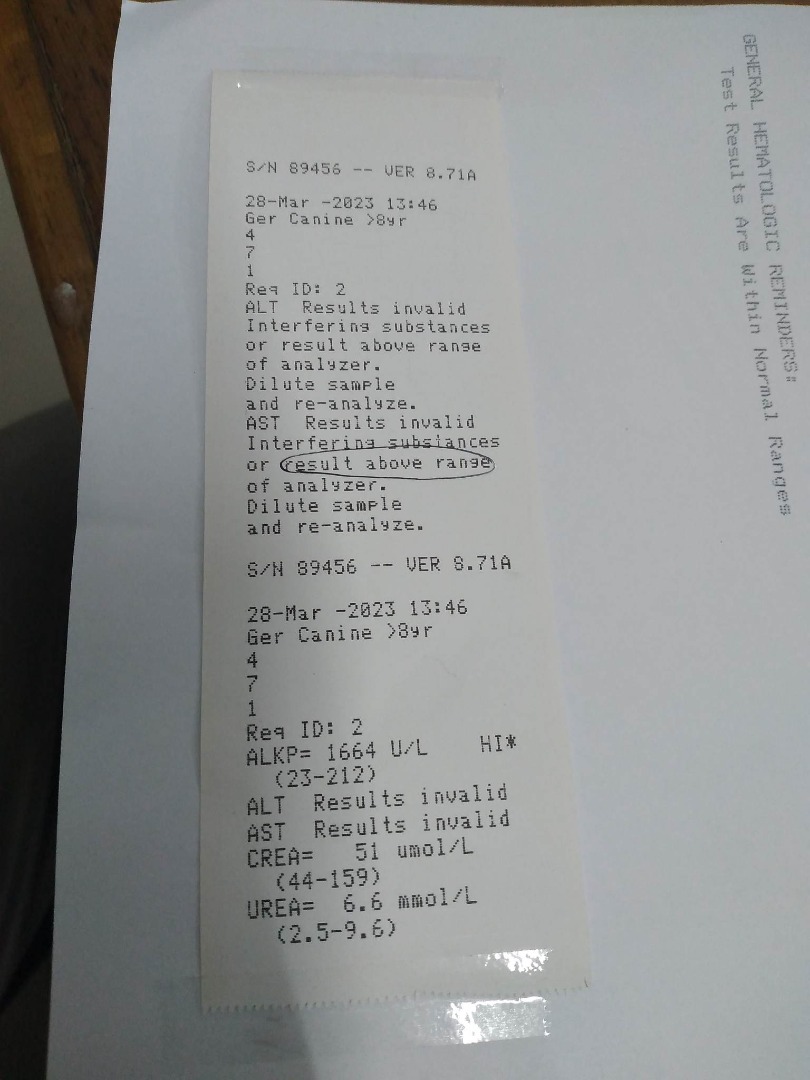 S/N 89456 -- VER 8.71A
28-Mar -2023 13:46
Ger Canine >8yr
4
7
1
Req ID: 2
ALT  Results invalid
Interfering substances
or result above range
of analyzer.
Dilute sample
and re-analyze.
AST  Results invalid
Interfering substances
or result above range
of analyzer.
Dilute sample
and re-analyze.
S/N 89456 -- VER 8.71A
28-Mar -2023 13:46
Ger Canine >8yr
4
7
1
Req ID: 2
ALKP= 1664 U/L    HI*
(23-212)
ALT  Results invalid
AST  Results invalid
CREA=   51 umol/L
(44-159)
UREA=  6.6 mmol/L
(2.5-9.6)
GENERAL HEMATOLOGIC REMINDERS:
Test Results Are Within Normal Ranges